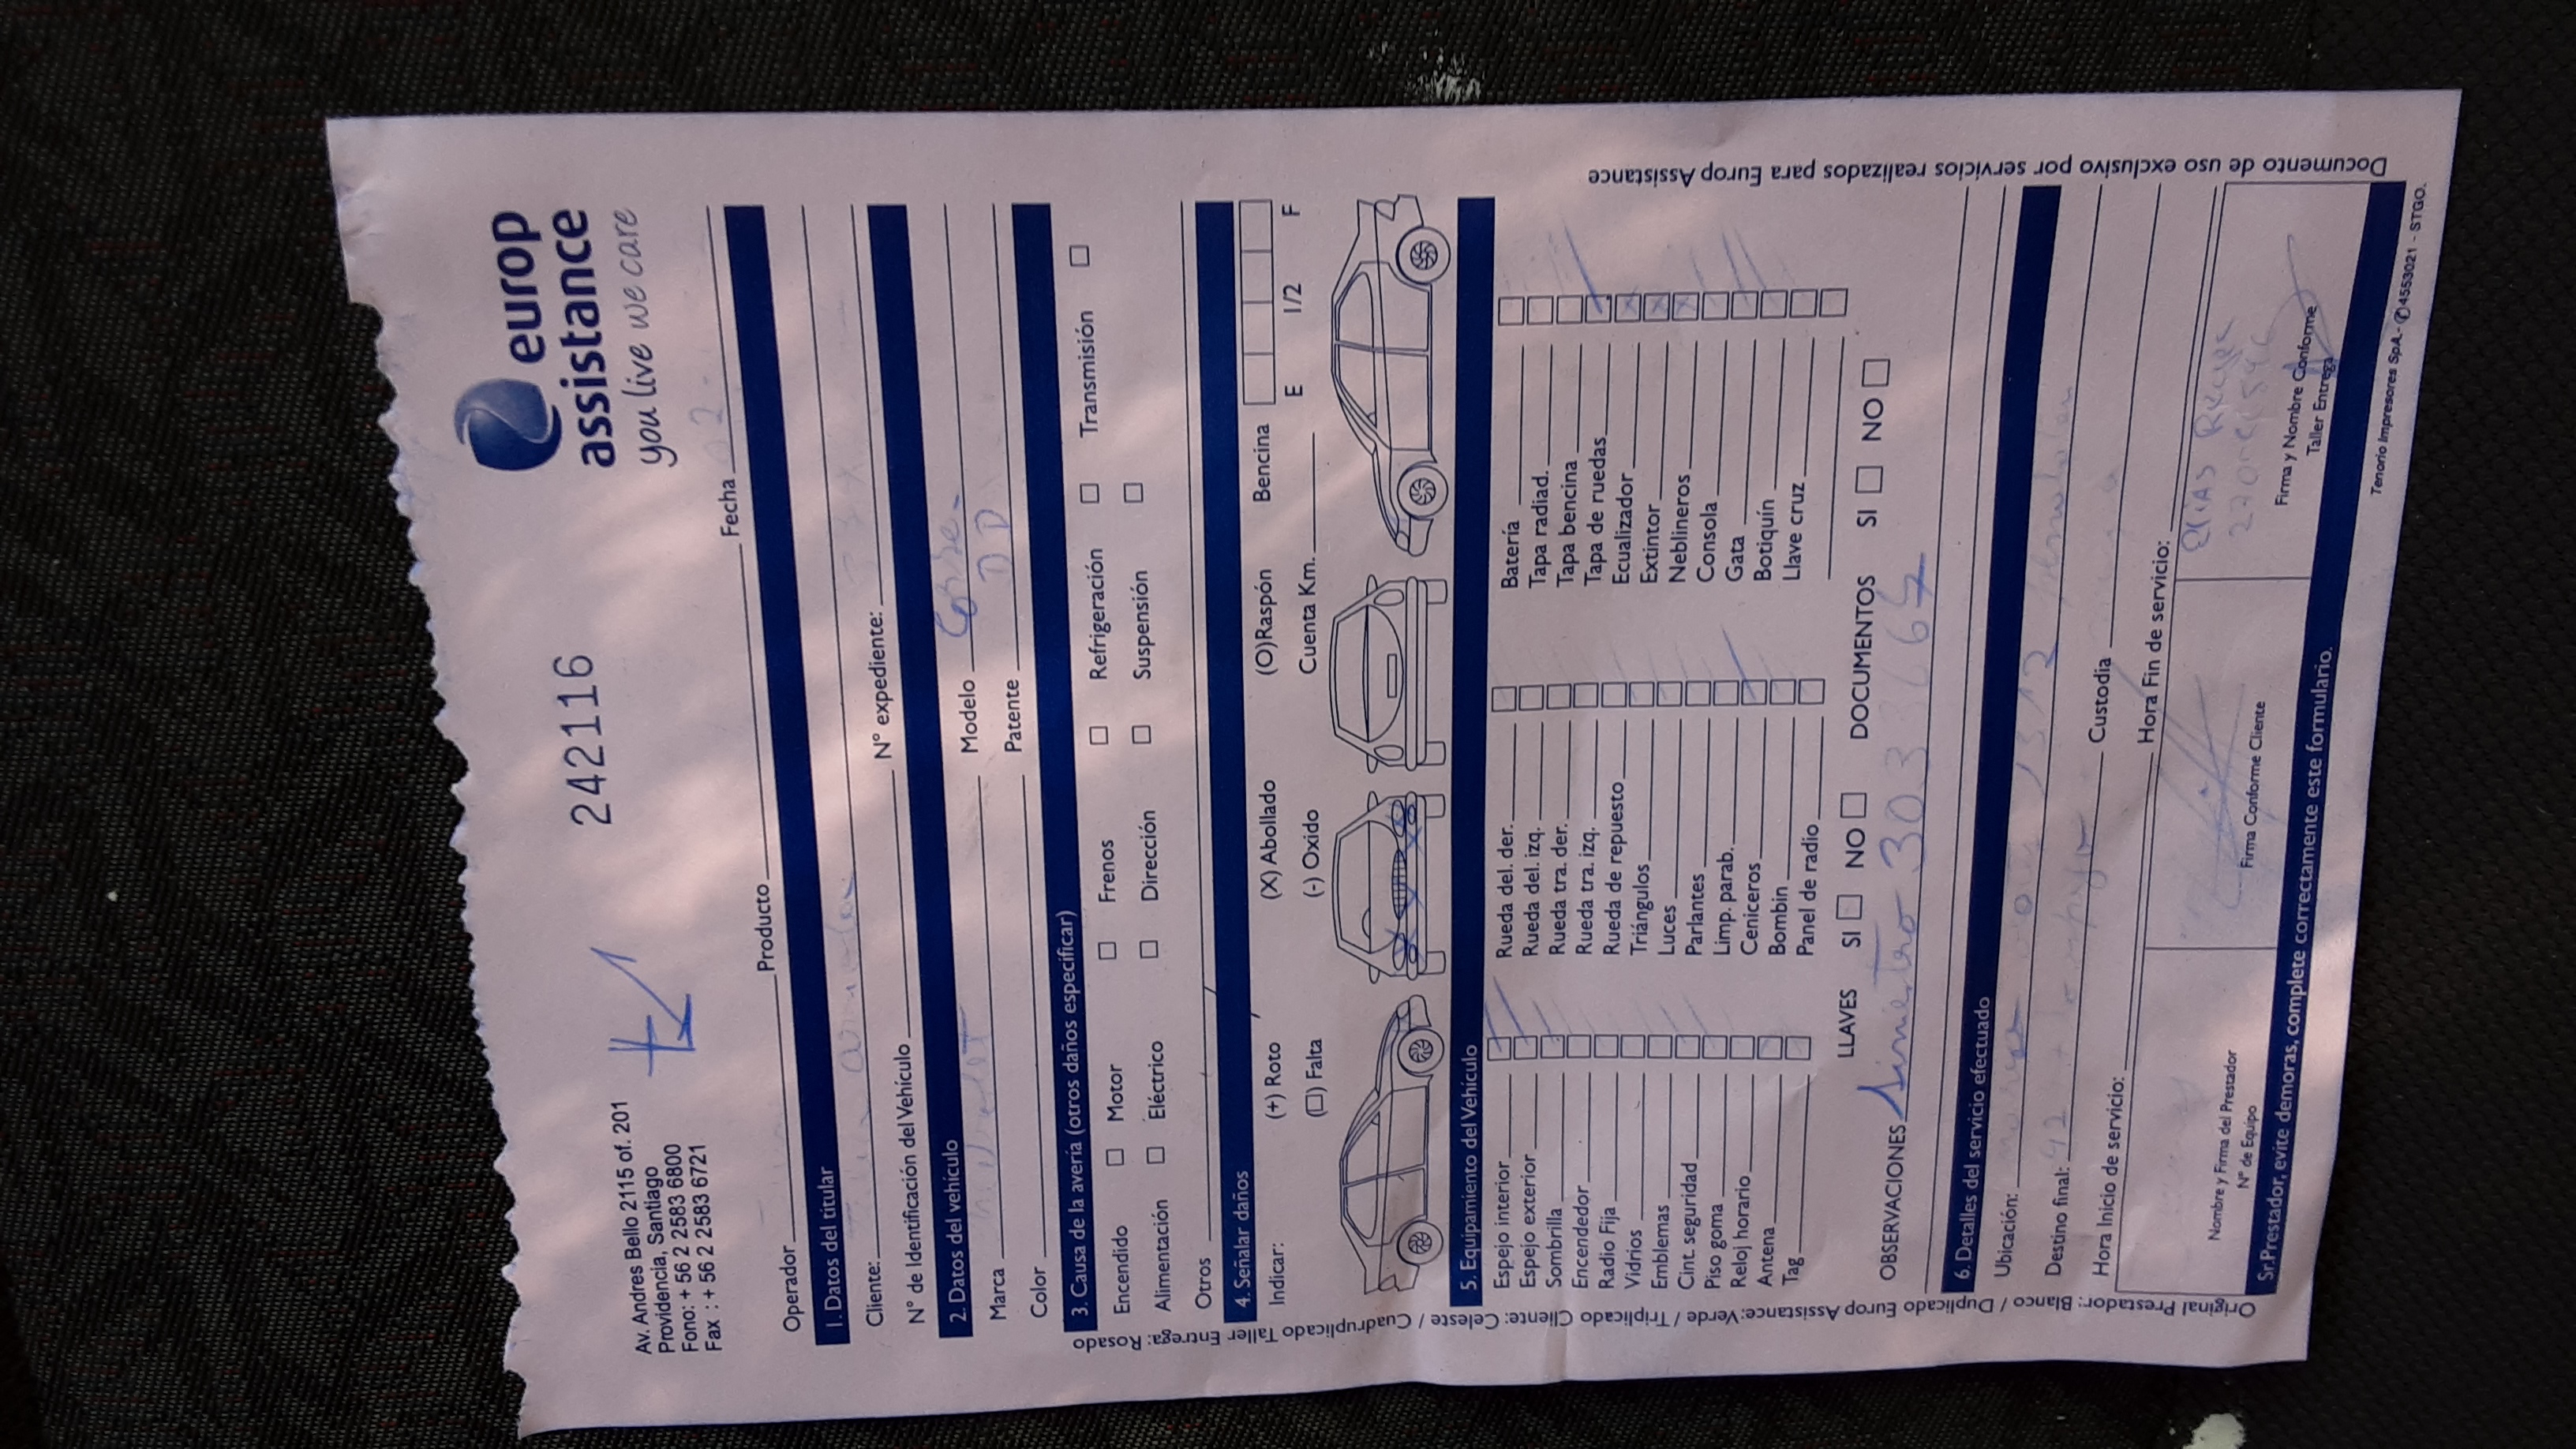 europ
assistance
you live we care
242116
Av. Andres Bello 2115 of. 201
Providencia, Santiago
Fono: + 56 2 2583 6800
Fax : + 56 2 2583 6721
Operador Producto Fecha
1. Datos del titular
Cliente: N° expediente:
N° de Identificación del Vehículo
2. Datos del vehículo
Marca Modelo
Color Patente
3. Causa de la avería (otros daños especificar)
Encendido Motor Frenos Refrigeración Transmisión
Alimentación Eléctrico Dirección Suspensión
Otros
4. Señalar daños
Indicar: (+) Roto (X) Abollado (O)Raspón Bencina
(□) Falta (-) Oxido Cuenta Km. E 1/2 F
5. Equipamiento del Vehículo
Espejo interior Rueda del. der. Batería
Espejo exterior Rueda del. izq. Tapa radiad.
Sombrilla Rueda tra. der. Tapa bencina
Encendedor Rueda tra. izq. Tapa de ruedas
Radio Fija Rueda de repuesto Ecualizador
Vidrios Triángulos Extintor
Emblemas Luces Neblineros
Cint. seguridad Parlantes Consola
Piso goma Limp. parab. Gata
Reloj horario Ceniceros Botiquín
Antena Bombin Llave cruz
Tag Panel de radio
LLAVES SI NO DOCUMENTOS SI NO
OBSERVACIONES Siniestro 3033667
6. Detalles del servicio efectuado
Ubicación:
Destino final: Custodia
Hora Inicio de servicio: Hora Fin de servicio:
Elias
Nombre y Firma del Prestador
N° de Equipo
Firma Conforme Cliente
Firma y Nombre Conforme
Taller Entrega
Sr.Prestador, evite demoras, complete correctamente este formulario.
Tenorio Impresores SpA.- ✆4553021 - STGO.
Original Prestador: Blanco / Duplicado Europ Assistance:Verde / Triplicado Cliente: Celeste / Cuadruplicado Taller Entrega: Rosado
Documento de uso exclusivo por servicios realizados para Europ Assistance